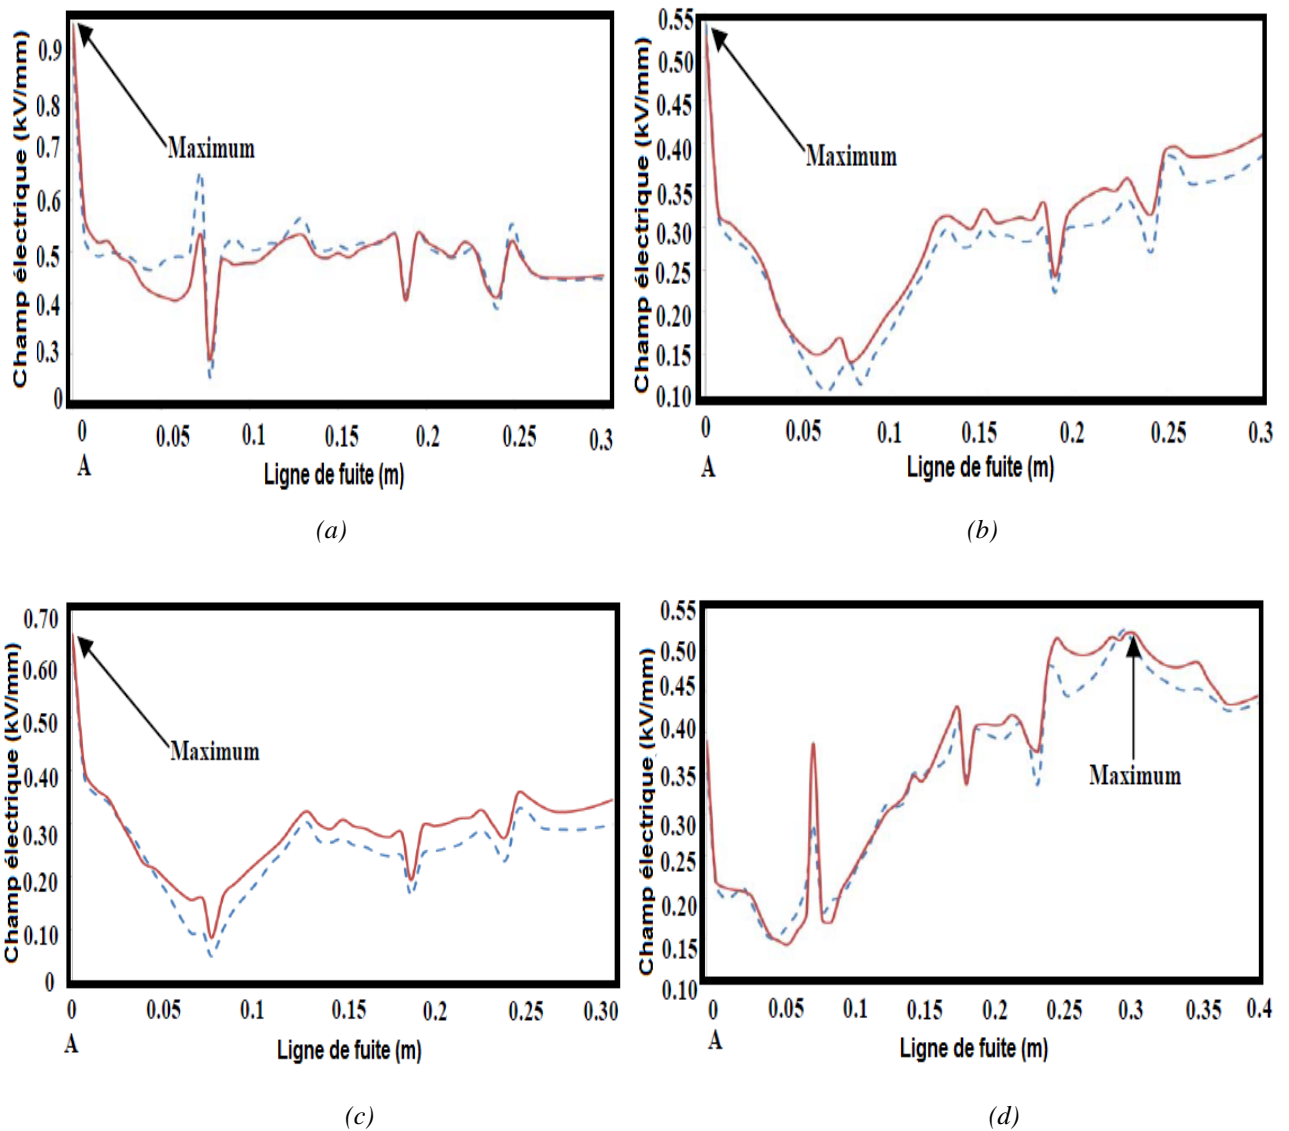 Champ électrique (kV/mm)
0.9
0.8
0.7
0.6
0.5
0.4
0.3
0
Maximum
0 0.05 0.1 0.15 0.2 0.25 0.3
A
Ligne de fuite (m)
(a)
Champ électrique (kV/mm)
0.55
0.50
0.45
0.40
0.35
0.30
0.25
0.20
0.15
0.10
Maximum
0 0.05 0.1 0.15 0.2 0.25 0.3
A
Ligne de fuite (m)
(b)
Champ électrique (kV/mm)
0.70
0.60
0.50
0.40
0.30
0.20
0.10
0
Maximum
0 0.05 0.1 0.15 0.2 0.25 0.30
A
Ligne de fuite (m)
(c)
Champ électrique (kV/mm)
0.55
0.50
0.45
0.40
0.35
0.30
0.25
0.20
0.15
0.10
Maximum
0 0.05 0.1 0.15 0.2 0.25 0.3 0.35 0.4
A
Ligne de fuite (m)
(d)